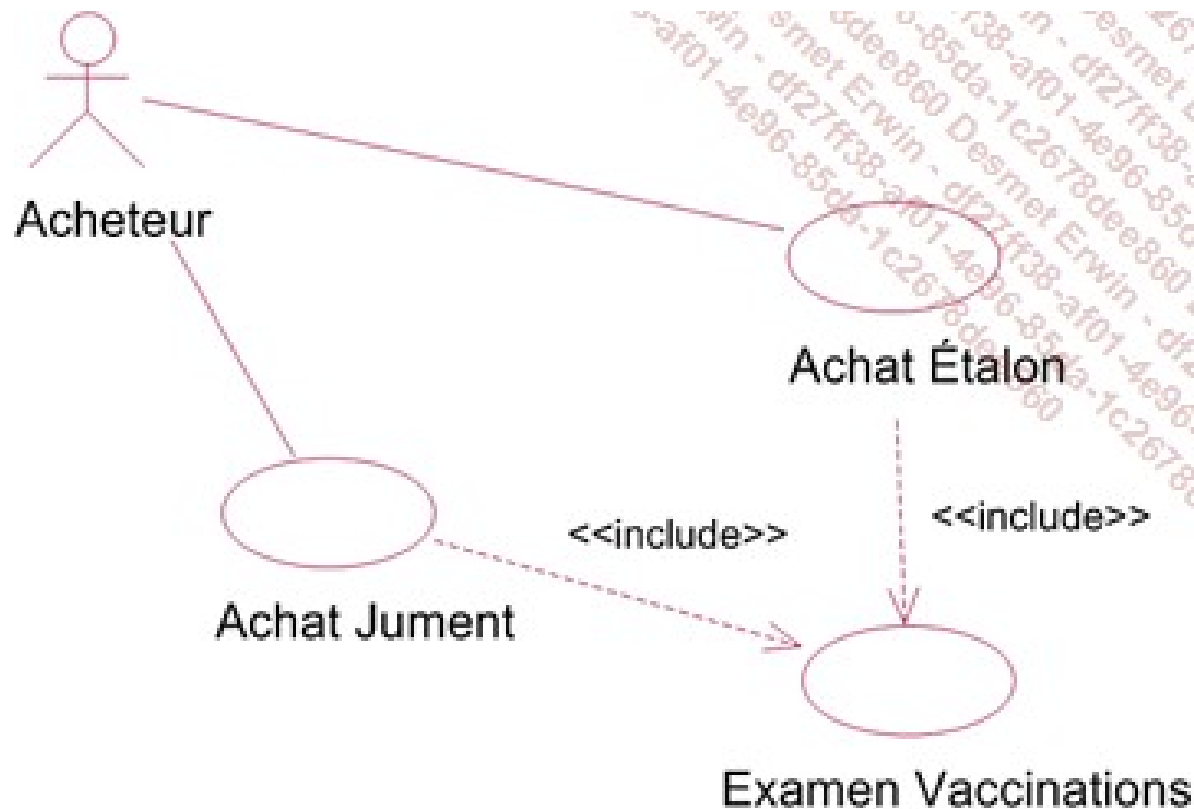 Acheteur
Achat Étalon
<<include>>
<<include>>
Achat Jument
Examen Vaccinations